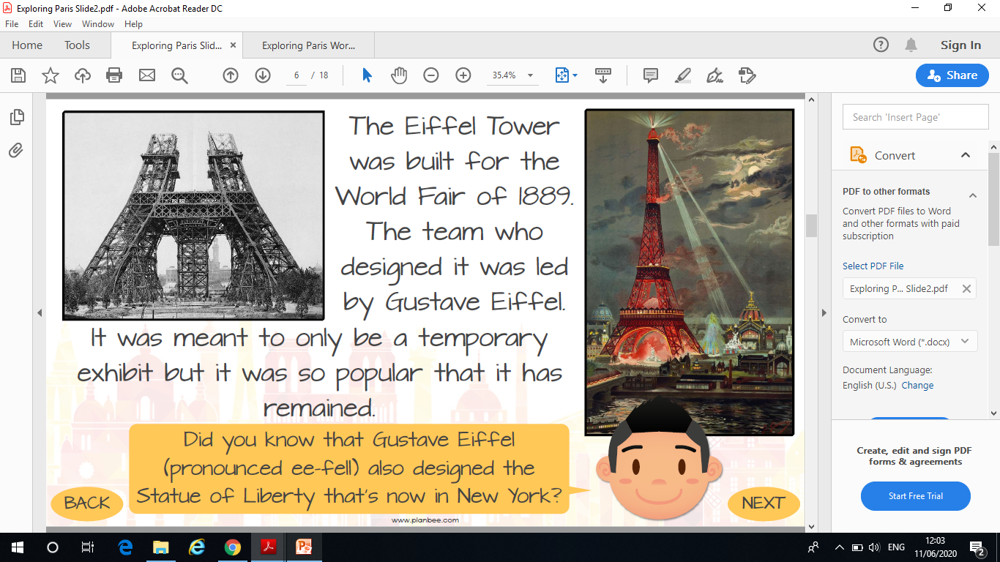 Exploring Paris Slide2.pdf - Adobe Acrobat Reader DC
File Edit View Window Help
Home Tools Exploring Paris Slid... Exploring Paris Wor... Sign In
6 / 18 35.4% Share
The Eiffel Tower
was built for the
World Fair of 1889.
The team who
designed it was led
by Gustave Eiffel.
It was meant to only be a temporary
exhibit but it was so popular that it has
remained.
Did you know that Gustave Eiffel
(pronounced ee-fell) also designed the
Statue of Liberty that's now in New York?
BACK
NEXT
www.planbee.com
Search 'Insert Page'
Convert
PDF to other formats
Convert PDF files to Word
and other formats with paid
subscription
Select PDF File
Exploring P... Slide2.pdf
Convert to
Microsoft Word (*.docx)
Document Language:
English (U.S.) Change
Create, edit and sign PDF
forms & agreements
Start Free Trial
ENG
12:03
11/06/2020
2